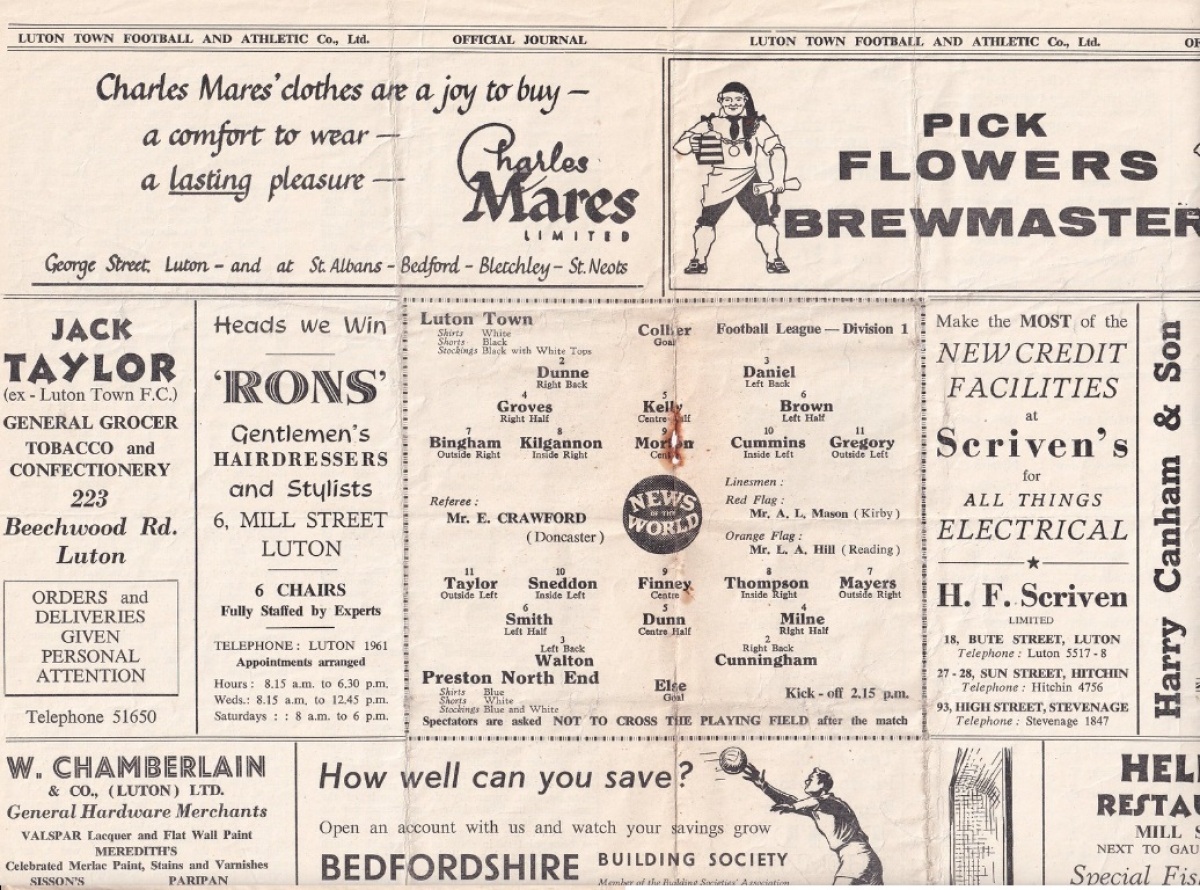 LUTON TOWN FOOTBALL AND ATHLETIC Co., Ltd. OFFICIAL JOURNAL
LUTON TOWN FOOTBALL AND ATHLETIC Co., Ltd.
Charles Mares' clothes are a joy to buy —
a comfort to wear —
a lasting pleasure —
Charles
Mares
LIMITED
George Street, Luton - and at St. Albans - Bedford - Bletchley - St. Neots
PICK
FLOWERS
BREWMASTER
JACK
TAYLOR
(ex - Luton Town F.C.)
GENERAL GROCER
TOBACCO and
CONFECTIONERY
223
Beechwood Rd.
Luton
ORDERS and
DELIVERIES
GIVEN
PERSONAL
ATTENTION
Telephone 51650
Heads we Win
'RONS'
Gentlemen's
HAIRDRESSERS
and Stylists
6, MILL STREET
LUTON
6 CHAIRS
Fully Staffed by Experts
TELEPHONE : LUTON 1961
Appointments arranged
Hours : 8.15 a.m. to 6.30 p.m.
Weds.: 8.15 a.m. to 12.45 p.m.
Saturdays : : 8 a.m. to 6 p.m.
Luton Town
Shirts White
Shorts Black
Stockings Black with White Tops
Collier
Goal
Football League — Division 1
2 3
Dunne Daniel
Right Back Left Back
4 5 6
Groves Kelly Brown
Right Half Centre Half Left Half
7 8 9 10 11
Bingham Kilgannon Morton Cummins Gregory
Outside Right Inside Right Cent Inside Left Outside Left
Referee :
Mr. E. CRAWFORD
( Doncaster )
NEWS
OF THE
WORLD
Linesmen :
Red Flag :
Mr. A. L. Mason ( Kirby )
Orange Flag :
Mr. L. A. Hill ( Reading )
11 10 9 8 7
Taylor Sneddon Finney Thompson Mayers
Outside Left Inside Left Centre Inside Right Outside Right
6 5 4
Smith Dunn Milne
Left Half Centre Half Right Half
3 2
Left Back Right Back
Walton Cunningham
Preston North End
Shirts Blue
Shorts White
Stockings Blue and White
Else
Goal
Kick - off 2.15 p.m.
Spectators are asked NOT TO CROSS THE PLAYING FIELD after the match
Make the MOST of the
NEW CREDIT
FACILITIES
at
Scriven's
for
ALL THINGS
ELECTRICAL
H. F. Scriven
LIMITED
18, BUTE STREET, LUTON
Telephone : Luton 5517 - 8
27 - 28, SUN STREET, HITCHIN
Telephone : Hitchin 4756
93, HIGH STREET, STEVENAGE
Telephone : Stevenage 1847
Harry Canham & Son
W. CHAMBERLAIN
& CO., (LUTON) LTD.
General Hardware Merchants
VALSPAR Lacquer and Flat Wall Paint
MEREDITH'S
Celebrated Merlac Paint, Stains and Varnishes
SISSON'S PARIPAN
How well can you save?
Open an account with us and watch your savings grow
BEDFORDSHIRE BUILDING SOCIETY
Member of the Building Societies' Association
HEL
RESTAU
MILL S
NEXT TO GAU
Special Fis